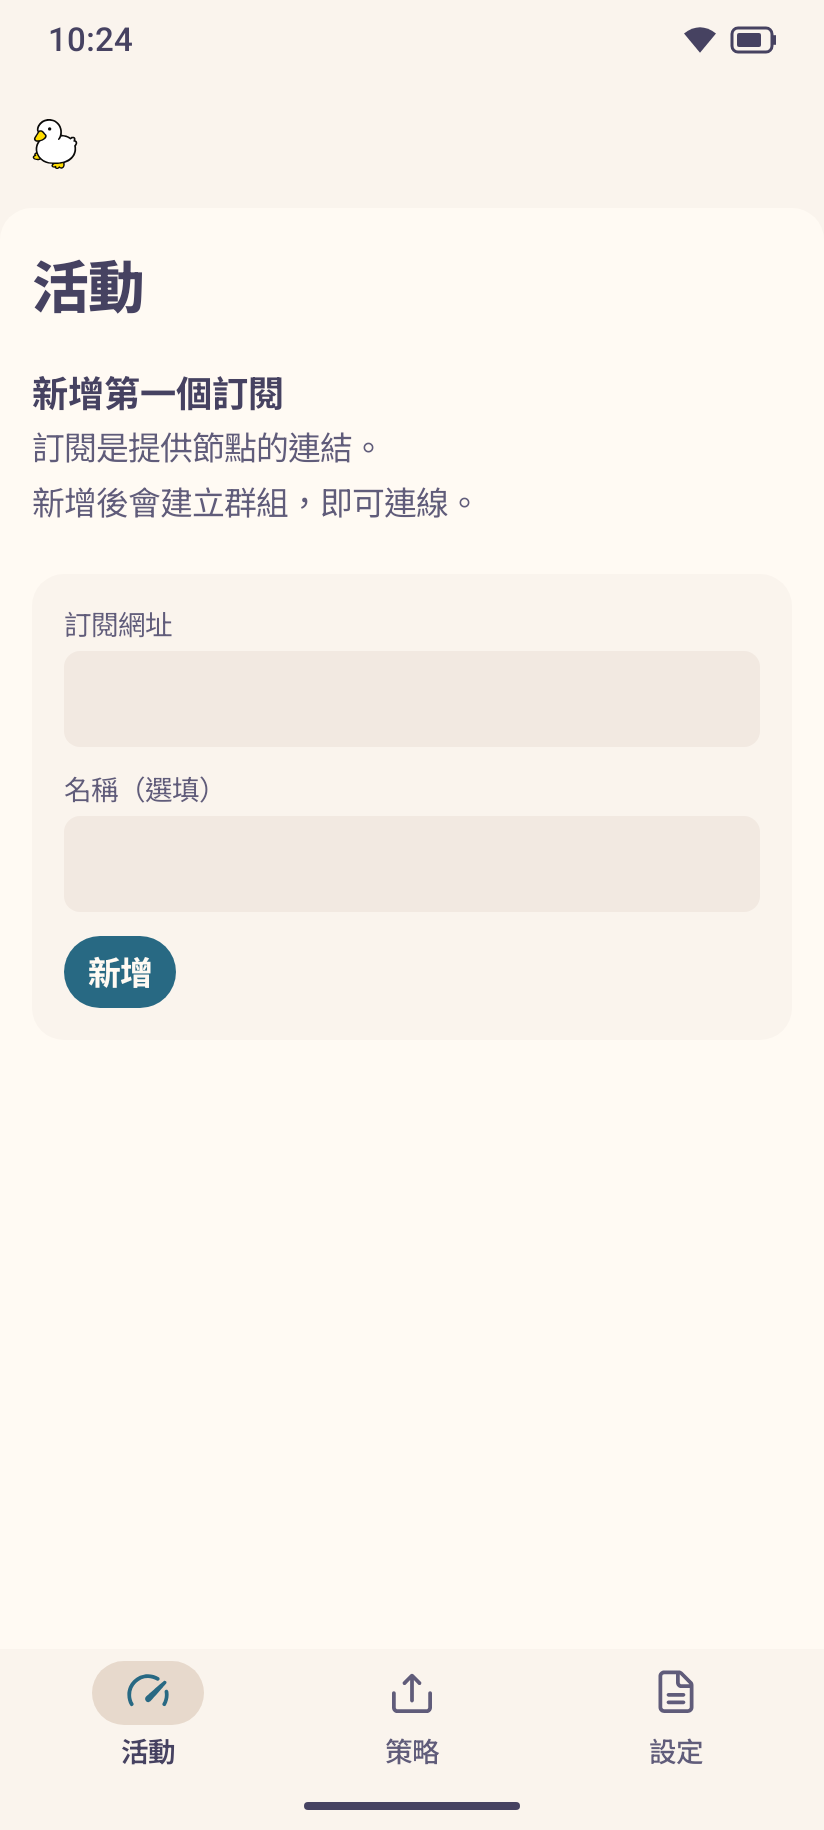 10:24
活動
新增第一個訂閱
訂閱是提供節點的連結。
新增後會建立群組，即可連線。
訂閱網址
名稱（選填）
新增
活動
策略
設定